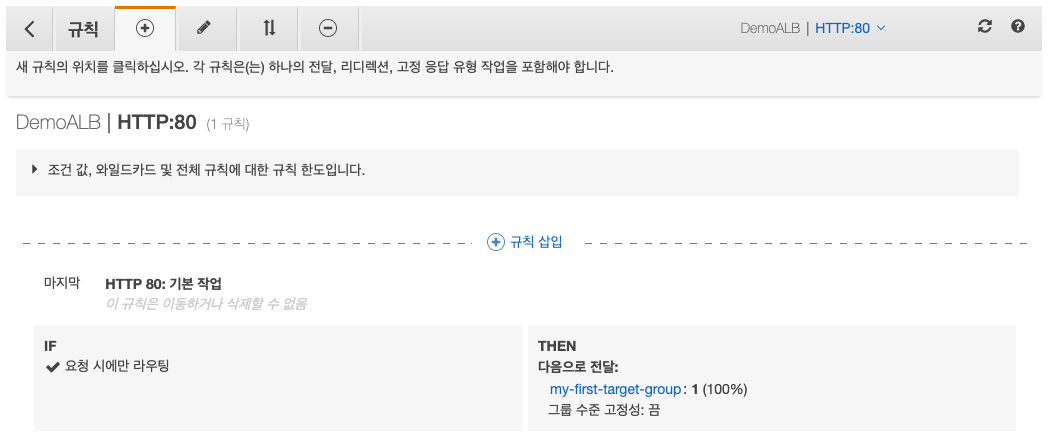 규칙
DemoALB | HTTP:80
새 규칙의 위치를 클릭하십시오. 각 규칙은(는) 하나의 전달, 리디렉션, 고정 응답 유형 작업을 포함해야 합니다.
DemoALB | HTTP:80 (1 규칙)
조건 값, 와일드카드 및 전체 규칙에 대한 규칙 한도입니다.
규칙 삽입
마지막 HTTP 80: 기본 작업
이 규칙은 이동하거나 삭제할 수 없음
IF
요청 시에만 라우팅
THEN
다음으로 전달:
my-first-target-group: 1 (100%)
그룹 수준 고정성: 끔